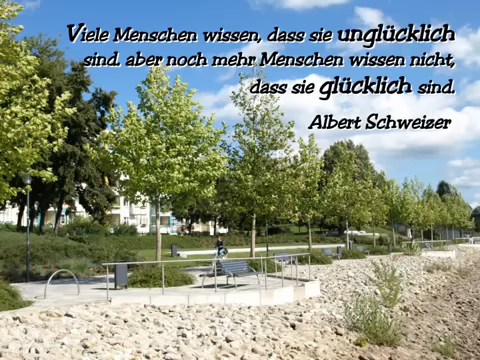 Viele Menschen wissen, dass sie unglücklich
sind. aber noch mehr Menschen wissen nicht,
dass sie glücklich sind.
Albert Schweizer